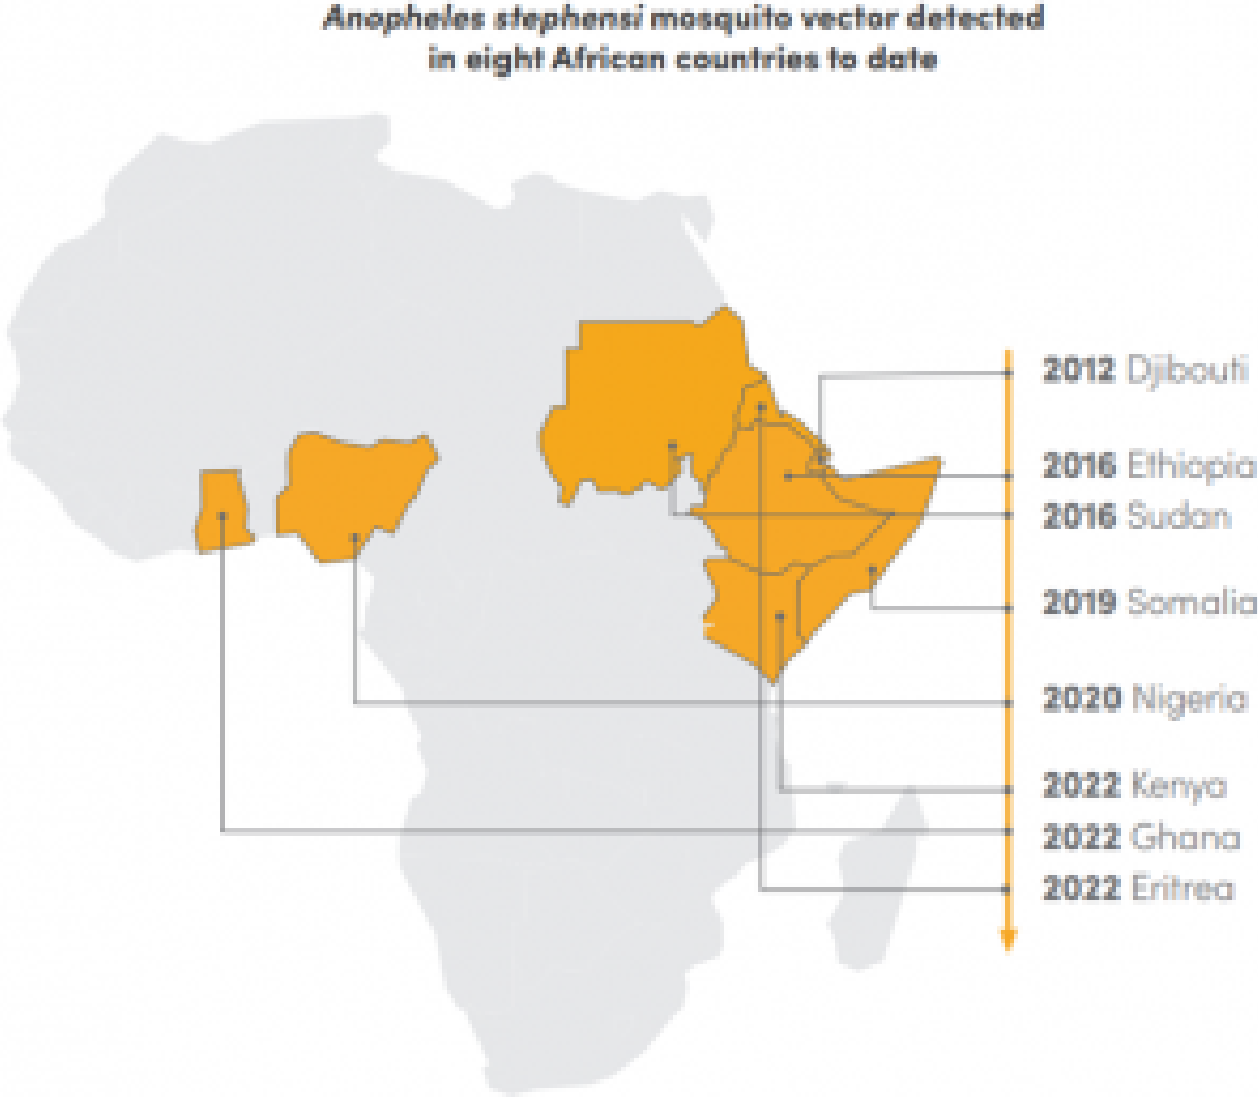 Anopheles stephensi mosquito vector detected
in eight African countries to date
2012 Djibouti
2016 Ethiopia
2016 Sudan
2019 Somalia
2020 Nigeria
2022 Kenya
2022 Ghana
2022 Eritrea